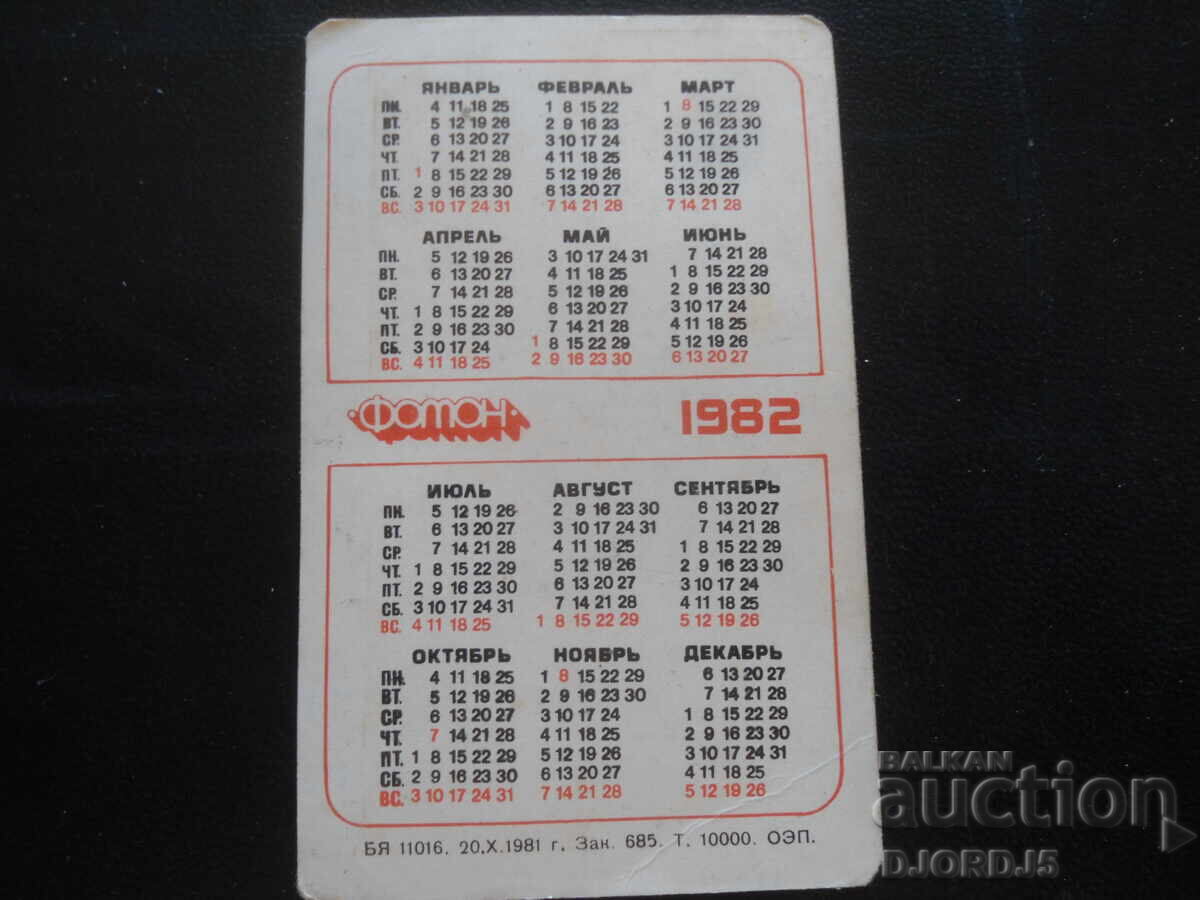 ЯНВАРЬ ФЕВРАЛЬ МАРТ
ПН. 4 11 18 25 1 8 15 22 1 8 15 22 29
ВТ. 5 12 19 26 2 9 16 23 2 9 16 23 30
СР. 6 13 20 27 3 10 17 24 3 10 17 24 31
ЧТ. 7 14 21 28 4 11 18 25 4 11 18 25
ПТ. 1 8 15 22 29 5 12 19 26 5 12 19 26
СБ. 2 9 16 23 30 6 13 20 27 6 13 20 27
ВС. 3 10 17 24 31 7 14 21 28 7 14 21 28
АПРЕЛЬ МАЙ ИЮНЬ
ПН. 5 12 19 26 3 10 17 24 31 7 14 21 28
ВТ. 6 13 20 27 4 11 18 25 1 8 15 22 29
СР. 7 14 21 28 5 12 19 26 2 9 16 23 30
ЧТ. 1 8 15 22 29 6 13 20 27 3 10 17 24
ПТ. 2 9 16 23 30 7 14 21 28 4 11 18 25
СБ. 3 10 17 24 1 8 15 22 29 5 12 19 26
ВС. 4 11 18 25 2 9 16 23 30 6 13 20 27
·ФОТОН· 1982
ИЮЛЬ АВГУСТ СЕНТЯБРЬ
ПН. 5 12 19 26 2 9 16 23 30 6 13 20 27
ВТ. 6 13 20 27 3 10 17 24 31 7 14 21 28
СР. 7 14 21 28 4 11 18 25 1 8 15 22 29
ЧТ. 1 8 15 22 29 5 12 19 26 2 9 16 23 30
ПТ. 2 9 16 23 30 6 13 20 27 3 10 17 24
СБ. 3 10 17 24 31 7 14 21 28 4 11 18 25
ВС. 4 11 18 25 1 8 15 22 29 5 12 19 26
ОКТЯБРЬ НОЯБРЬ ДЕКАБРЬ
ПН. 4 11 18 25 1 8 15 22 29 6 13 20 27
ВТ. 5 12 19 26 2 9 16 23 30 7 14 21 28
СР. 6 13 20 27 3 10 17 24 1 8 15 22 29
ЧТ. 7 14 21 28 4 11 18 25 2 9 16 23 30
ПТ. 1 8 15 22 29 5 12 19 26 3 10 17 24 31
СБ. 2 9 16 23 30 6 13 20 27 4 11 18 25
ВС. 3 10 17 24 31 7 14 21 28 5 12 19 26
БЯ 11016. 20.X.1981 г. Зак. 685. Т. 10000. ОЭП.
BALKAN
auction
DJORDJ5